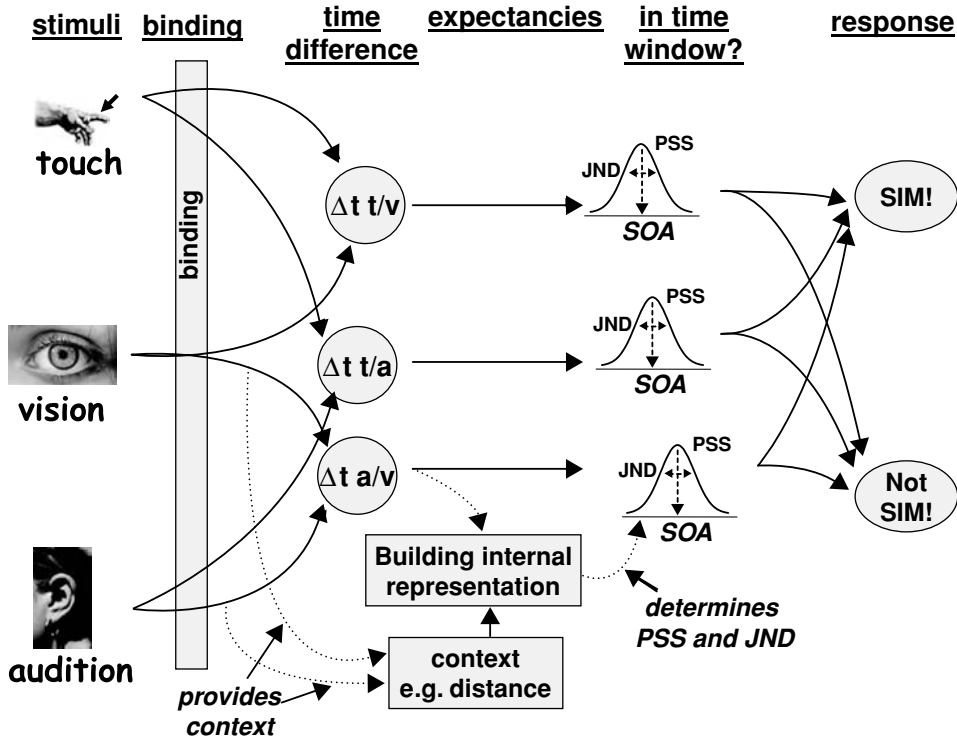 stimuli
binding
time
difference
expectancies
in time
window?
response
touch
binding
vision
audition
Δt t/v
Δt t/a
Δt a/v
JND
PSS
SOA
JND
PSS
SOA
JND
PSS
SOA
SIM!
Not
SIM!
Building internal
representation
determines
PSS and JND
context
e.g. distance
provides
context